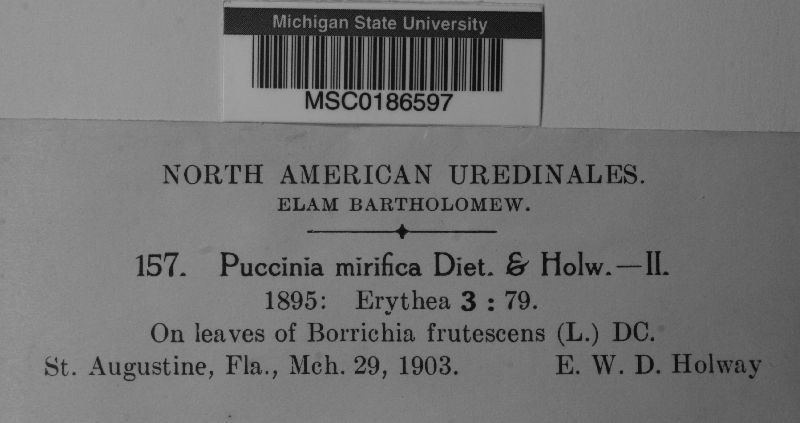 Michigan State University
MSC0186597
NORTH AMERICAN UREDINALES.
ELAM BARTHOLOMEW.
157. Puccinia mirifica Diet. & Holw.—II.
1895: Erythea 3 : 79.
On leaves of Borrichia frutescens (L.) DC.
St. Augustine, Fla., Mch. 29, 1903. E. W. D. Holway